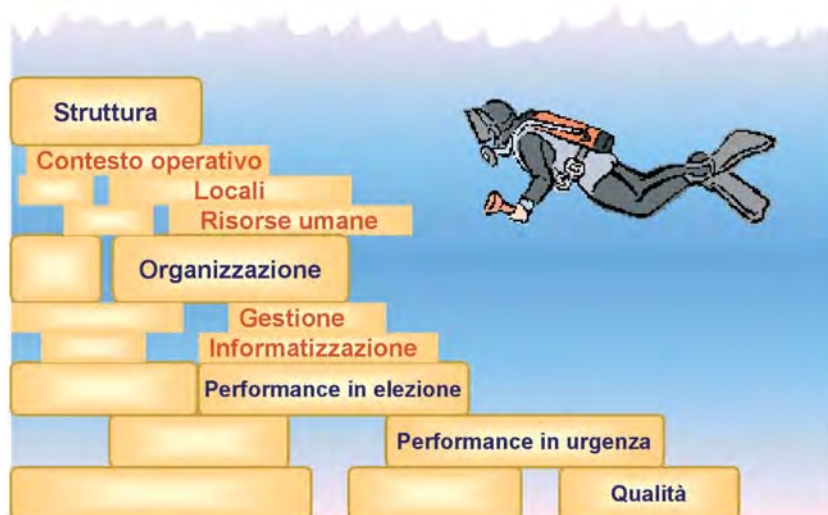 Struttura
Contesto operativo
Locali
Risorse umane
Organizzazione
Gestione
Informatizzazione
Performance in elezione
Performance in urgenza
Qualità